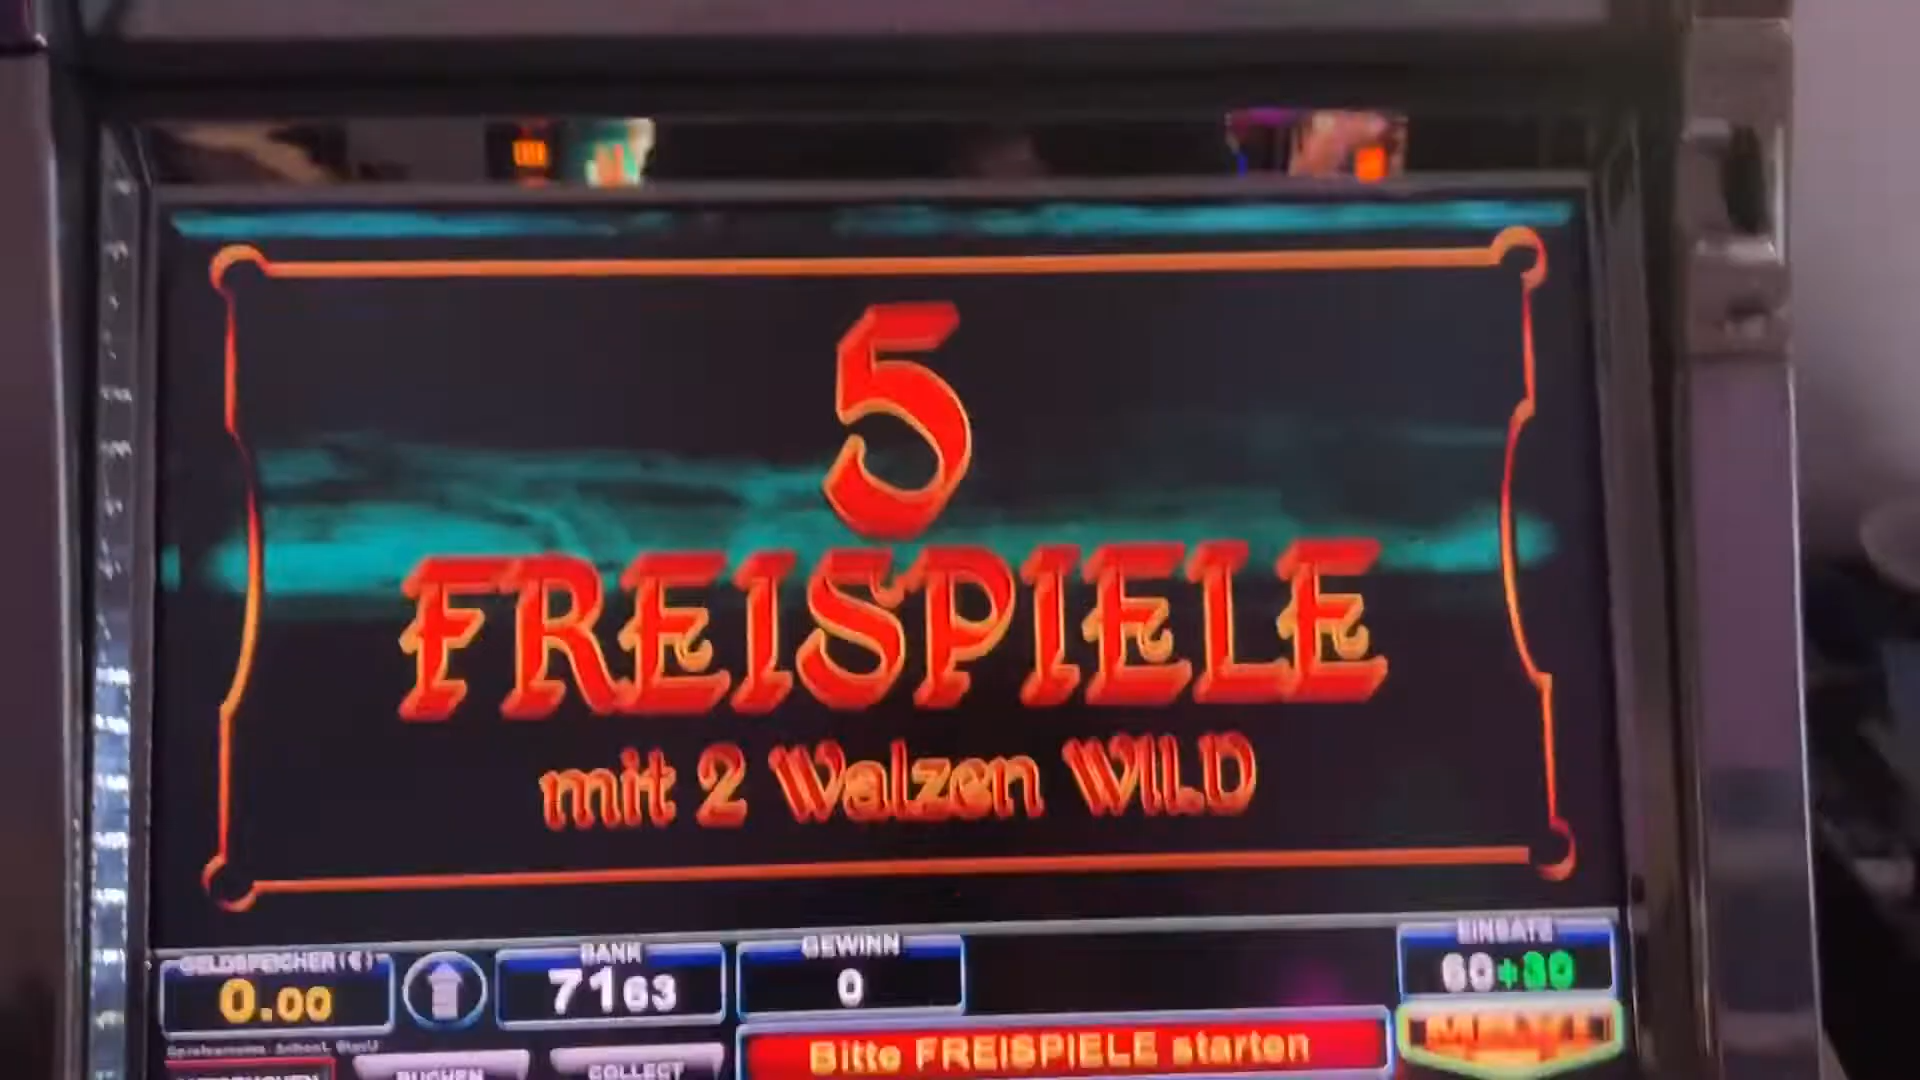 5
FREISPIELE
mit 2 Walzen WILD
GELDSPEICHER (€)
0.00
BANK
7163
GEWINN
0
EINSATZ
60+30
Bitte FREISPIELE starten
BUCHEN
COLLECT